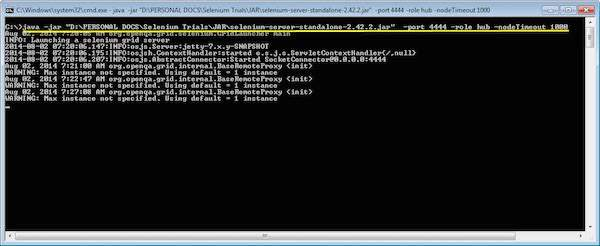 C:\Windows\system32\cmd.exe - java -jar "D:\PERSONAL DOCS\Selenium Trials\JAR\selenium-server-standalone-2.42.2.jar" -port 4444 -role hub -nodeTimeout 1000
C:\>java -jar "D:\PERSONAL DOCS\Selenium Trials\JAR\selenium-server-standalone-2.42.2.jar" -port 4444 -role hub -nodeTimeout 1000
Aug 02, 2014 7:20:05 AM org.openqa.grid.selenium.GridLauncher main
INFO: Launching a selenium grid server
2014-08-02 07:20:06.147:INFO:osjs.Server:jetty-7.x.y-SNAPSHOT
2014-08-02 07:20:06.175:INFO:osjsh.ContextHandler:started o.s.j.s.ServletContextHandler{/,null}
2014-08-02 07:20:06.207:INFO:osjs.AbstractConnector:Started SocketConnector@0.0.0.0:4444
Aug 02, 2014 7:21:00 AM org.openqa.grid.internal.BaseRemoteProxy <init>
WARNING: Max instance not specified. Using default = 1 instance
Aug 02, 2014 7:22:47 AM org.openqa.grid.internal.BaseRemoteProxy <init>
WARNING: Max instance not specified. Using default = 1 instance
Aug 02, 2014 7:27:08 AM org.openqa.grid.internal.BaseRemoteProxy <init>
WARNING: Max instance not specified. Using default = 1 instance